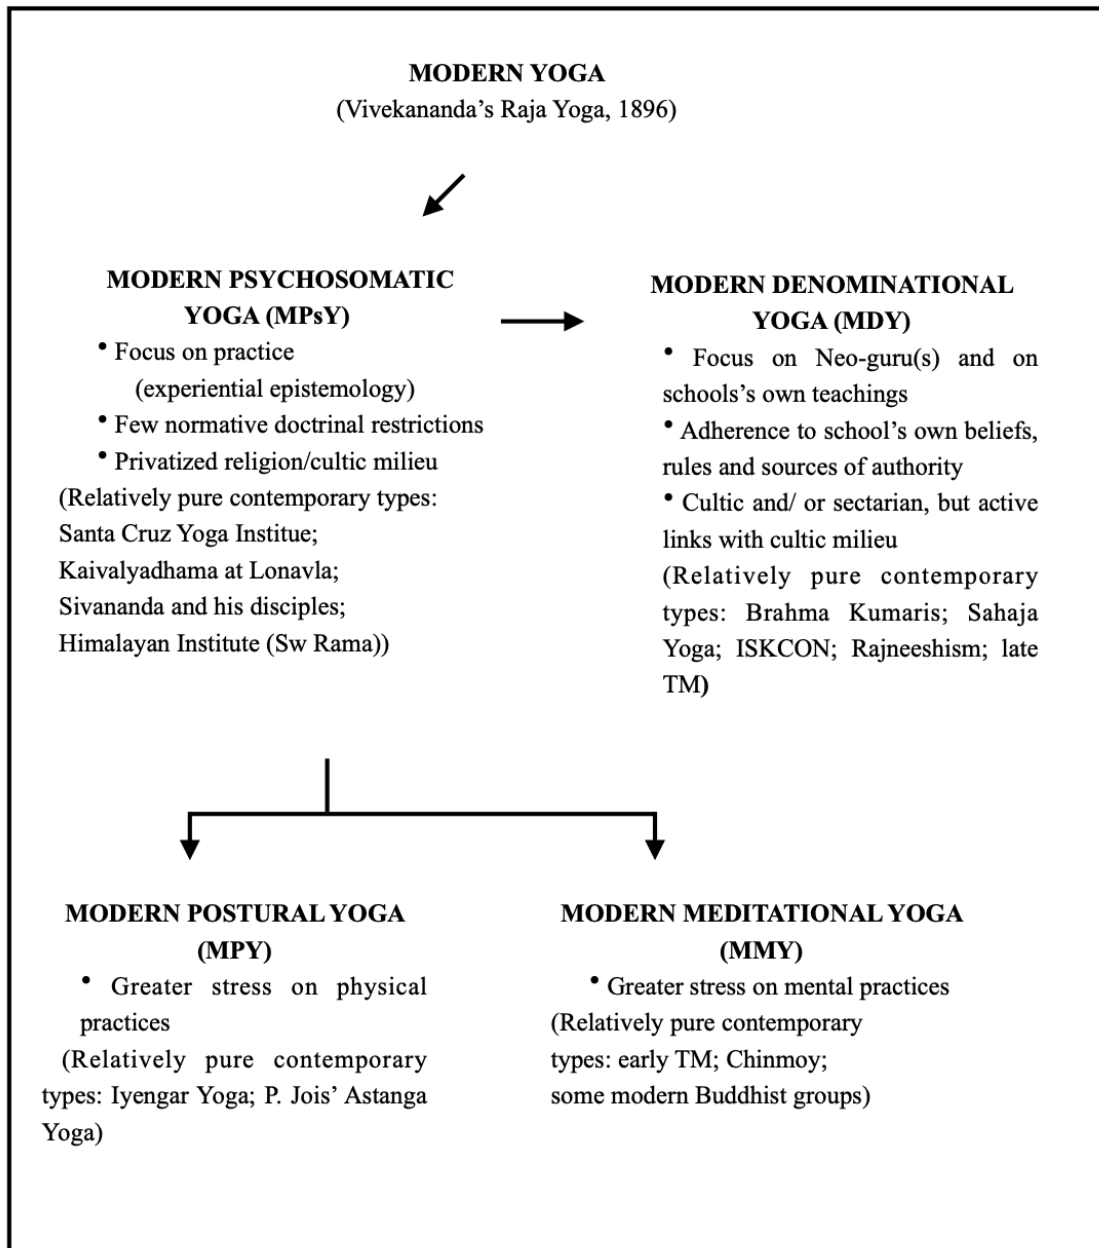 MODERN YOGA
(Vivekananda’s Raja Yoga, 1896)
MODERN PSYCHOSOMATIC
YOGA (MPsY)
• Focus on practice
(experiential epistemology)
• Few normative doctrinal restrictions
• Privatized religion/cultic milieu
(Relatively pure contemporary types:
Santa Cruz Yoga Institue;
Kaivalyadhama at Lonavla;
Sivananda and his disciples;
Himalayan Institute (Sw Rama))
MODERN DENOMINATIONAL
YOGA (MDY)
• Focus on Neo-guru(s) and on
schools’s own teachings
• Adherence to school’s own beliefs,
rules and sources of authority
• Cultic and/ or sectarian, but active
links with cultic milieu
(Relatively pure contemporary
types: Brahma Kumaris; Sahaja
Yoga; ISKCON; Rajneeshism; late
TM)
MODERN POSTURAL YOGA
(MPY)
• Greater stress on physical
practices
(Relatively pure contemporary
types: Iyengar Yoga; P. Jois’ Astanga
Yoga)
MODERN MEDITATIONAL YOGA
(MMY)
• Greater stress on mental practices
(Relatively pure contemporary
types: early TM; Chinmoy;
some modern Buddhist groups)